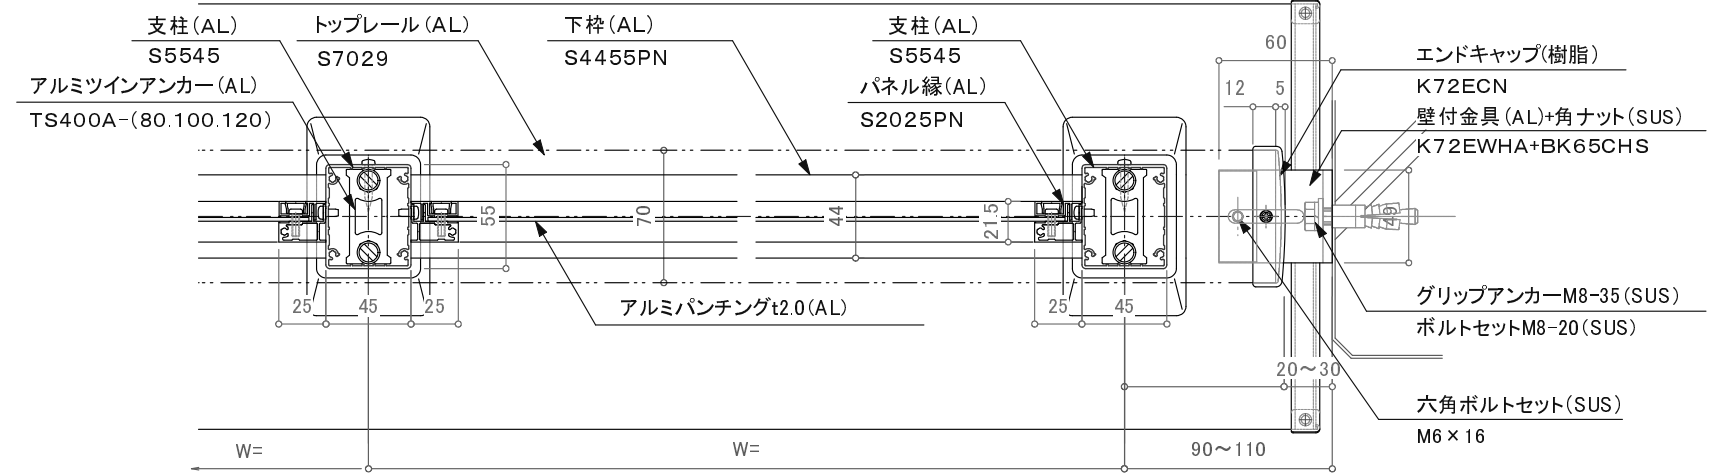 支柱(AL)
S5545
トップレール(AL)
S7029
下枠(AL)
S4455PN
支柱(AL)
S5545
エンドキャップ(樹脂)
K72ECN
アルミツインアンカー(AL)
TS400A-(80.100.120)
パネル縁(AL)
S2025PN
壁付金具(AL)+角ナット(SUS)
K72EWHA+BK65CHS
60
12
5
55
70
44
21.5
49
25
45
25
アルミパンチングt2.0(AL)
25
45
グリップアンカーM8-35(SUS)
ボルトセットM8-20(SUS)
20～30
六角ボルトセット(SUS)
M6×16
W=
W=
90～110